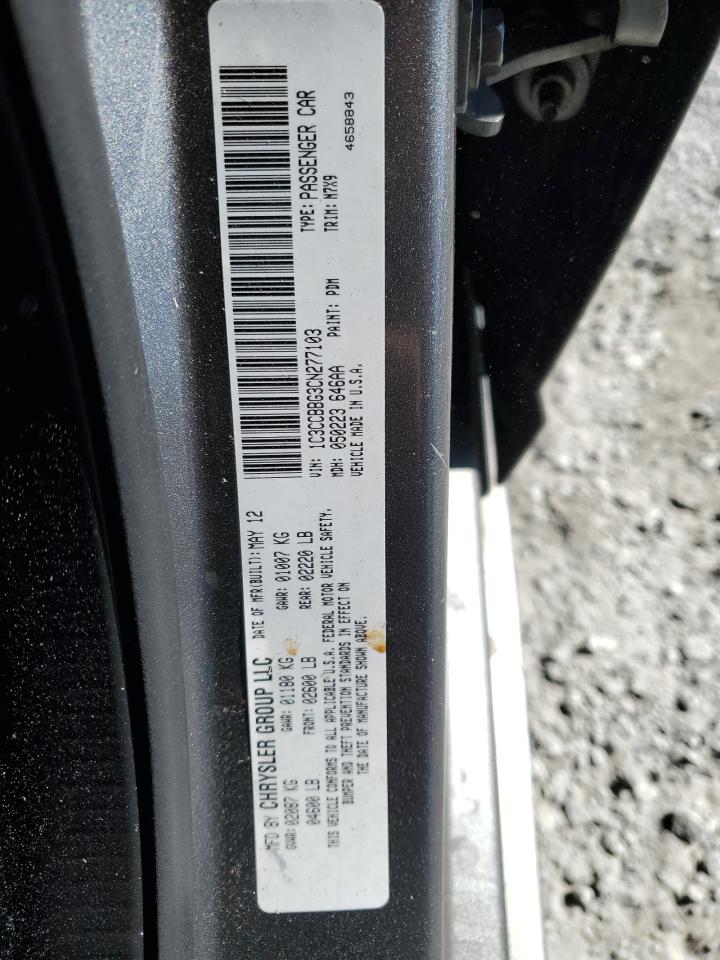 MFD BY CHRYSLER GROUP LLC DATE OF MFR(BUILT): MAY 12
GVWR: 02087 KG GAWR: 01180 KG GAWR: 01007 KG
04600 LB FRONT: 02600 LB REAR: 02220 LB
THIS VEHICLE CONFORMS TO ALL APPLICABLE U.S.A. FEDERAL MOTOR VEHICLE SAFETY,
BUMPER AND THEFT PREVENTION STANDARDS IN EFFECT ON
THE DATE OF MANUFACTURE SHOWN ABOVE.
VIN: 1C3CCBBG3CN277103 TYPE: PASSENGER CAR
MDH: 050223 646AA PAINT: PDM TRIM: M7X9
VEHICLE MADE IN U.S.A. 4658843